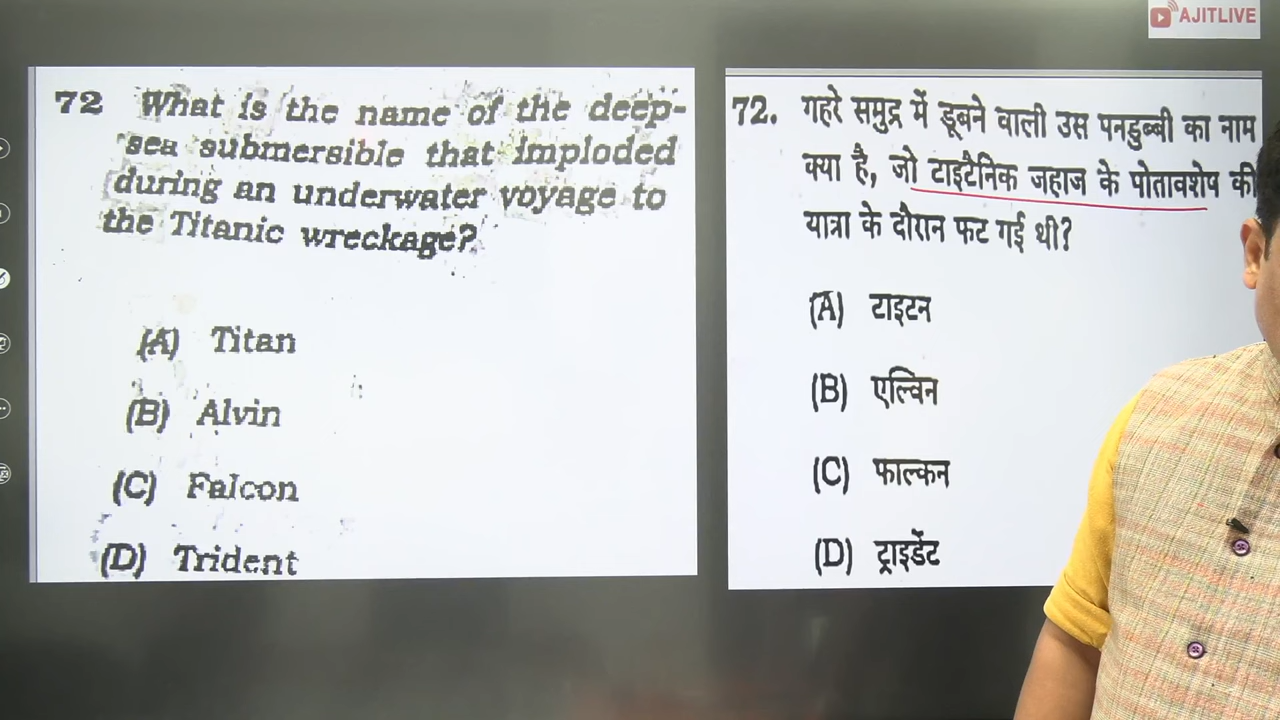 AJITLIVE
72 What is the name of the deep-
sea submersible that imploded
during an underwater voyage to
the Titanic wreckage?
(A) Titan
(B) Alvin
(C) Falcon
(D) Trident
72. गहरे समुद्र में डूबने वाली उस पनडुब्बी का नाम
क्या है, जो टाइटैनिक जहाज के पोतावशेष की
यात्रा के दौरान फट गई थी?
(A) टाइटन
(B) एल्विन
(C) फाल्कन
(D) ट्राइडेंट